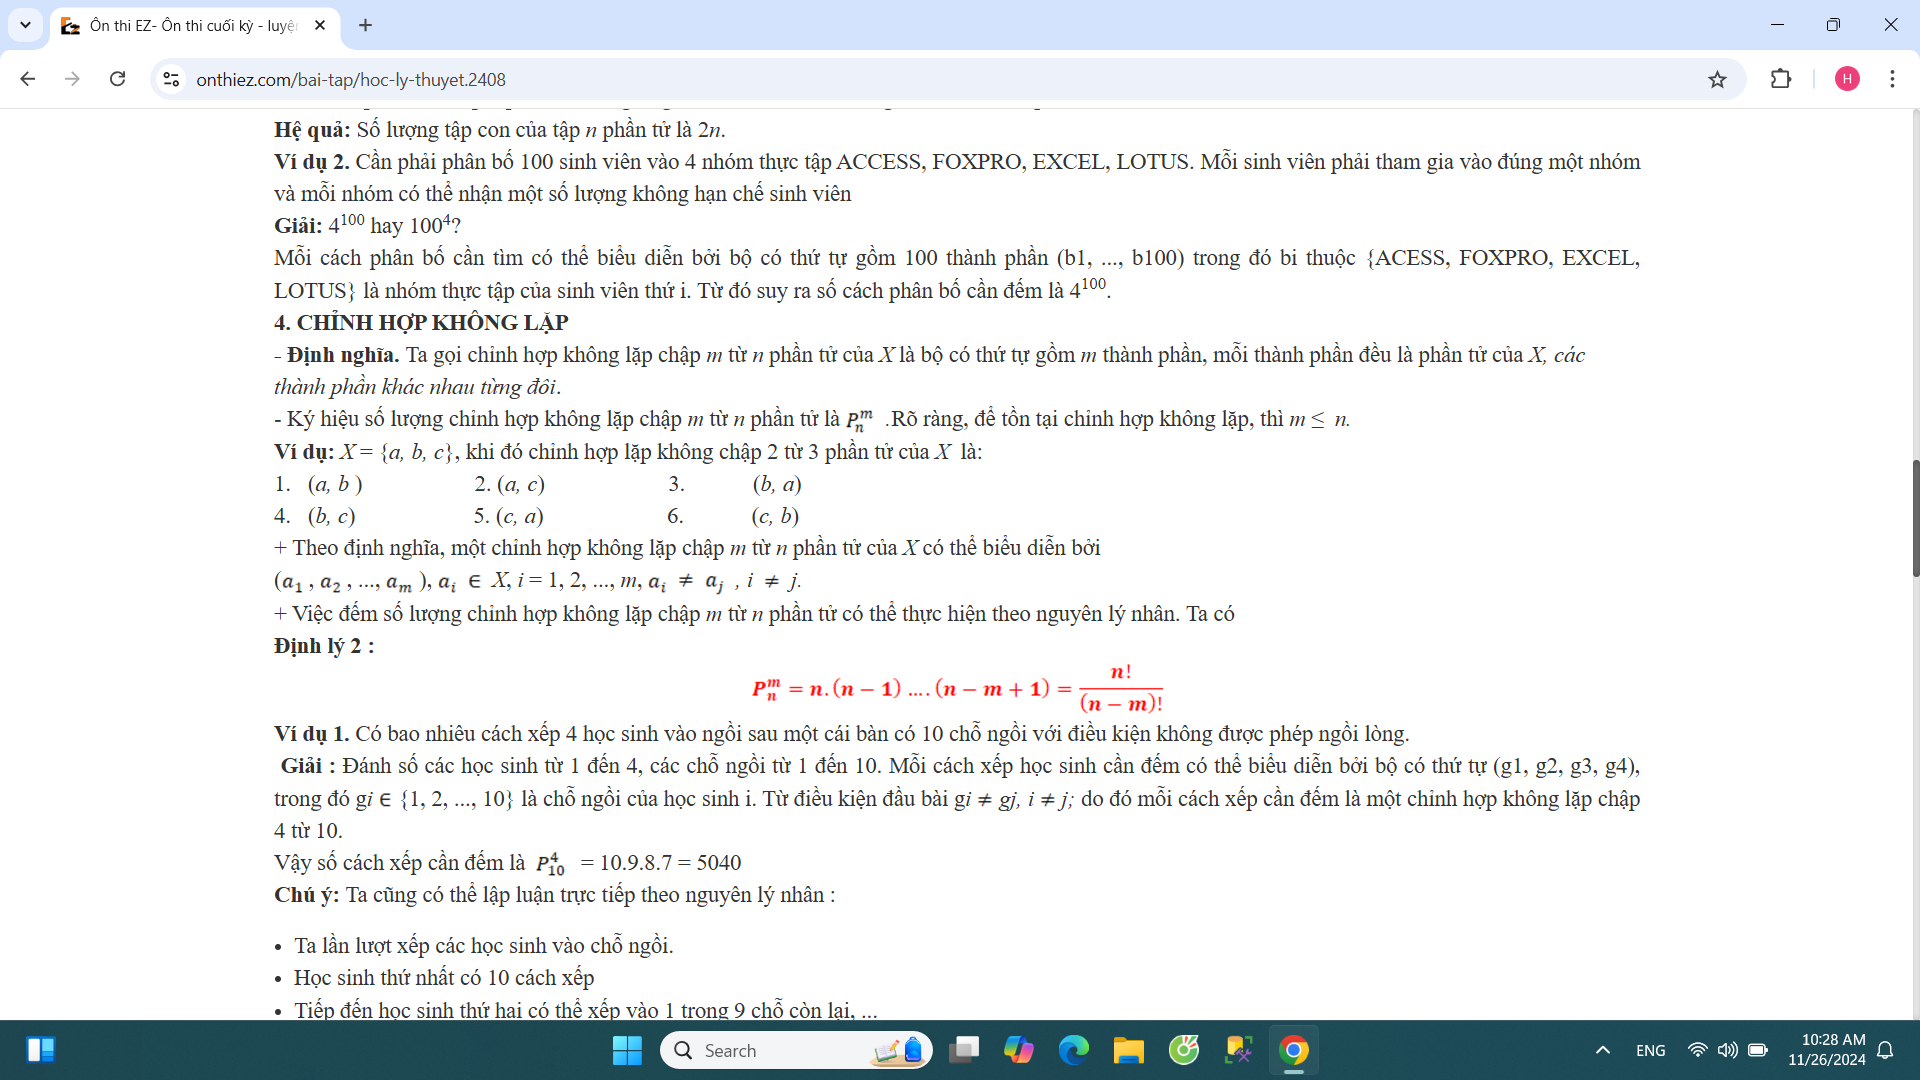 Ôn thi EZ- Ôn thi cuối kỳ - luyệ
onthiez.com/bai-tap/hoc-ly-thuyet.2408
H
Hệ quả: Số lượng tập con của tập n phần tử là 2n.
Ví dụ 2. Cần phải phân bố 100 sinh viên vào 4 nhóm thực tập ACCESS, FOXPRO, EXCEL, LOTUS. Mỗi sinh viên phải tham gia vào đúng một nhóm
và mỗi nhóm có thể nhận một số lượng không hạn chế sinh viên
Giải: 4^100 hay 100^4?
Mỗi cách phân bố cần tìm có thể biểu diễn bởi bộ có thứ tự gồm 100 thành phần (b1, ..., b100) trong đó bi thuộc {ACESS, FOXPRO, EXCEL,
LOTUS} là nhóm thực tập của sinh viên thứ i. Từ đó suy ra số cách phân bố cần đếm là 4^100.
4. CHỈNH HỢP KHÔNG LẶP
- Định nghĩa. Ta gọi chỉnh hợp không lặp chập m từ n phần tử của X là bộ có thứ tự gồm m thành phần, mỗi thành phần đều là phần tử của X, các
thành phần khác nhau từng đôi.
- Ký hiệu số lượng chỉnh hợp không lặp chập m từ n phần tử là P_n^m .Rõ ràng, để tồn tại chỉnh hợp không lặp, thì m ≤ n.
Ví dụ: X = {a, b, c}, khi đó chỉnh hợp lặp không chập 2 từ 3 phần tử của X là:
1. (a, b ) 2. (a, c) 3. (b, a)
4. (b, c) 5. (c, a) 6. (c, b)
+ Theo định nghĩa, một chỉnh hợp không lặp chập m từ n phần tử của X có thể biểu diễn bởi
(a_1 , a_2 , ..., a_m ), a_i ∈ X, i = 1, 2, ..., m, a_i ≠ a_j , i ≠ j.
+ Việc đếm số lượng chỉnh hợp không lặp chập m từ n phần tử có thể thực hiện theo nguyên lý nhân. Ta có
Định lý 2 :
P_n^m = n.(n − 1) ….(n − m + 1) = n!/(n − m)!
Ví dụ 1. Có bao nhiêu cách xếp 4 học sinh vào ngồi sau một cái bàn có 10 chỗ ngồi với điều kiện không được phép ngồi lòng.
Giải : Đánh số các học sinh từ 1 đến 4, các chỗ ngồi từ 1 đến 10. Mỗi cách xếp học sinh cần đếm có thể biểu diễn bởi bộ có thứ tự (g1, g2, g3, g4),
trong đó gi ∈ {1, 2, ..., 10} là chỗ ngồi của học sinh i. Từ điều kiện đầu bài gi ≠ gj, i ≠ j; do đó mỗi cách xếp cần đếm là một chỉnh hợp không lặp chập
4 từ 10.
Vậy số cách xếp cần đếm là P_10^4 = 10.9.8.7 = 5040
Chú ý: Ta cũng có thể lập luận trực tiếp theo nguyên lý nhân :
• Ta lần lượt xếp các học sinh vào chỗ ngồi.
• Học sinh thứ nhất có 10 cách xếp
• Tiếp đến học sinh thứ hai có thể xếp vào 1 trong 9 chỗ còn lại, ...
Search
ENG
10:28 AM
11/26/2024